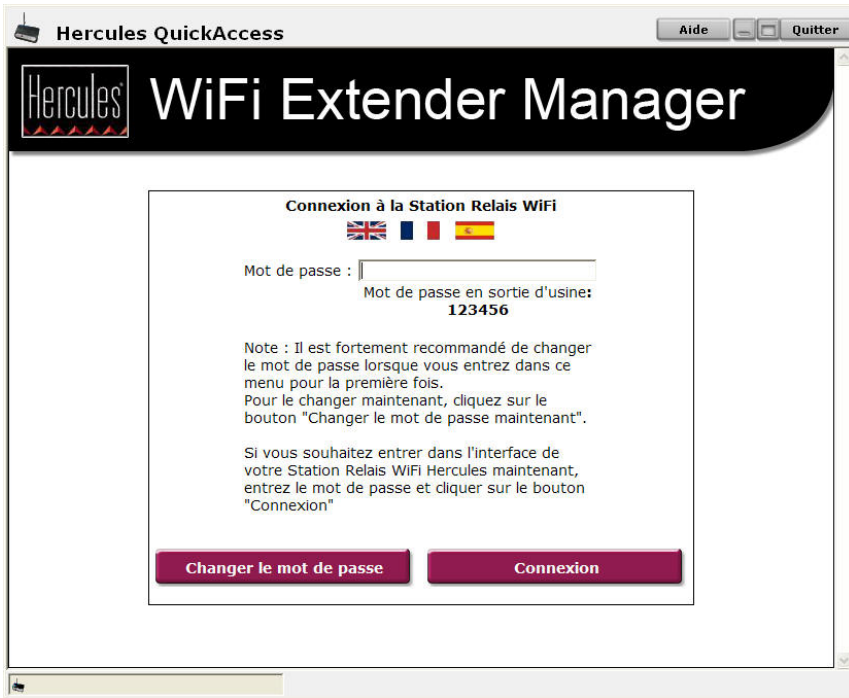 Hercules QuickAccess
Aide
Quitter
Hercules
WiFi Extender Manager
Connexion à la Station Relais WiFi
Mot de passe :
Mot de passe en sortie d'usine:
123456
Note : Il est fortement recommandé de changer
le mot de passe lorsque vous entrez dans ce
menu pour la première fois.
Pour le changer maintenant, cliquez sur le
bouton "Changer le mot de passe maintenant".
Si vous souhaitez entrer dans l'interface de
votre Station Relais WiFi Hercules maintenant,
entrez le mot de passe et cliquer sur le bouton
"Connexion"
Changer le mot de passe
Connexion